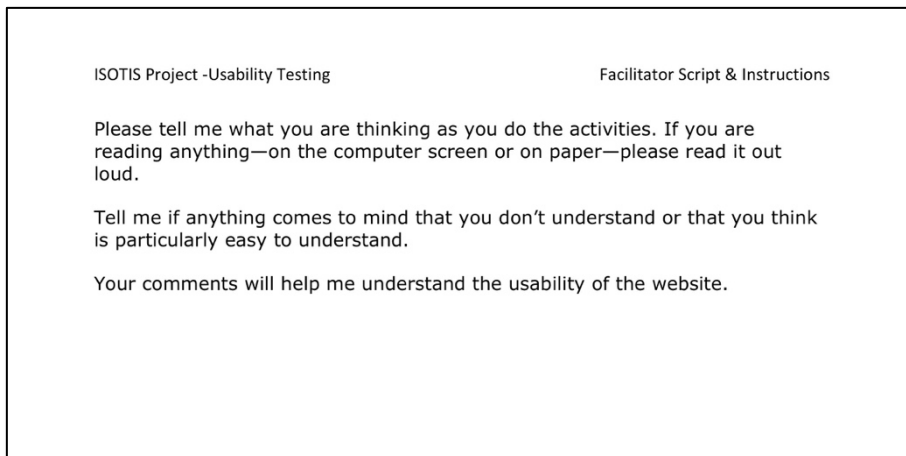 ISOTIS Project -Usability Testing Facilitator Script & Instructions
Please tell me what you are thinking as you do the activities. If you are
reading anything—on the computer screen or on paper—please read it out
loud.
Tell me if anything comes to mind that you don’t understand or that you think
is particularly easy to understand.
Your comments will help me understand the usability of the website.